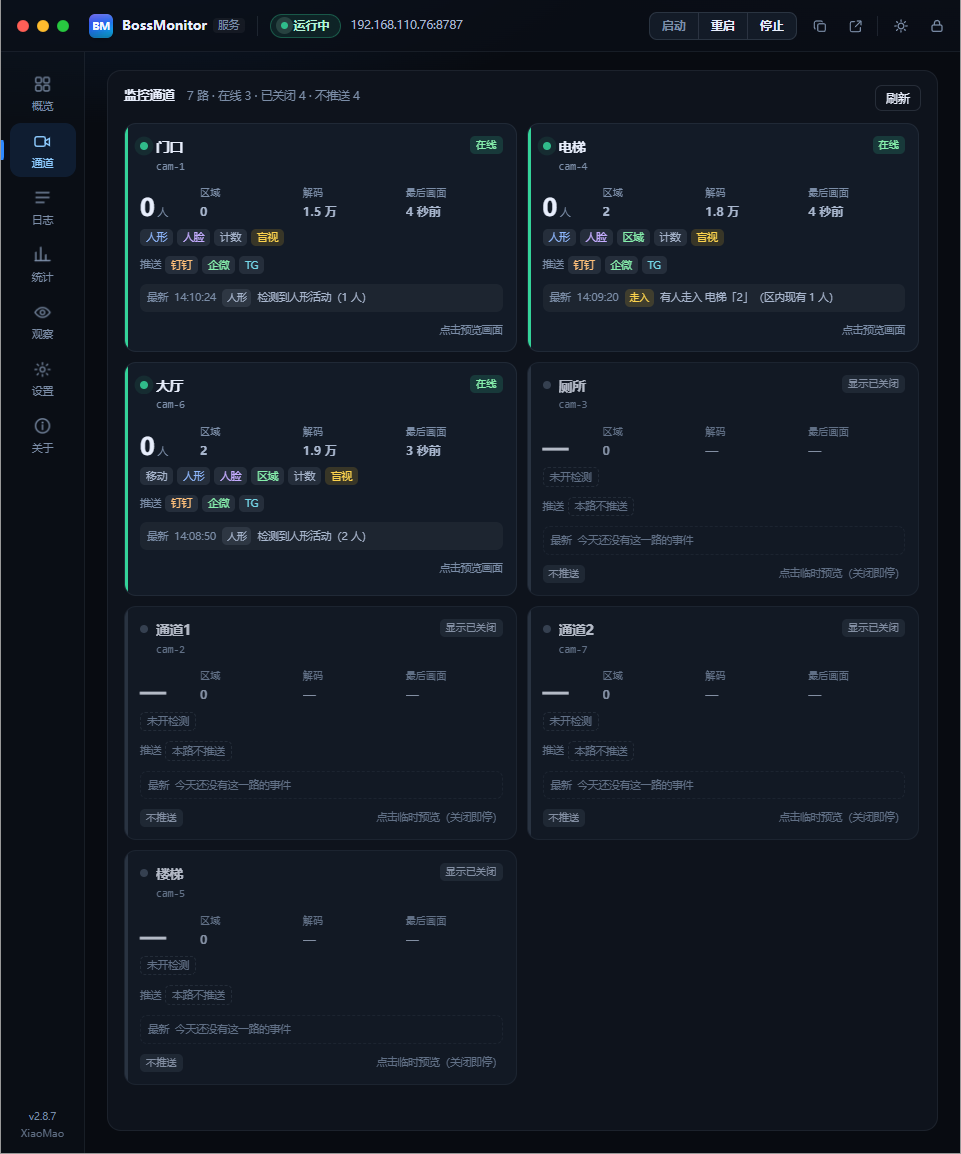 BM BossMonitor 服务 运行中 192.168.110.76:8787 启动 重启 停止
概览
通道
日志
统计
观察
设置
关于
v2.8.7
XiaoMao
监控通道 7 路 · 在线 3 · 已关闭 4 · 不推送 4 刷新
门口 在线
cam-1
区域 解码 最后画面
0 人 0 1.5 万 4 秒前
人形 人脸 计数 盲视
推送 钉钉 企微 TG
最新 14:10:24 人形 检测到人形活动（1 人）
点击预览画面
电梯 在线
cam-4
区域 解码 最后画面
0 人 2 1.8 万 4 秒前
人形 人脸 区域 计数 盲视
推送 钉钉 企微 TG
最新 14:09:20 走入 有人走入 电梯「2」（区内现有 1 人）
点击预览画面
大厅 在线
cam-6
区域 解码 最后画面
0 人 2 1.9 万 3 秒前
移动 人形 人脸 区域 计数 盲视
推送 钉钉 企微 TG
最新 14:08:50 人形 检测到人形活动（2 人）
点击预览画面
厕所 显示已关闭
cam-3
区域 解码 最后画面
— 0 — —
未开检测
推送 本路不推送
最新 今天还没有这一路的事件
不推送 点击临时预览（关闭即停）
通道1 显示已关闭
cam-2
区域 解码 最后画面
— 0 — —
未开检测
推送 本路不推送
最新 今天还没有这一路的事件
不推送 点击临时预览（关闭即停）
通道2 显示已关闭
cam-7
区域 解码 最后画面
— 0 — —
未开检测
推送 本路不推送
最新 今天还没有这一路的事件
不推送 点击临时预览（关闭即停）
楼梯 显示已关闭
cam-5
区域 解码 最后画面
— 0 — —
未开检测
推送 本路不推送
最新 今天还没有这一路的事件
不推送 点击临时预览（关闭即停）